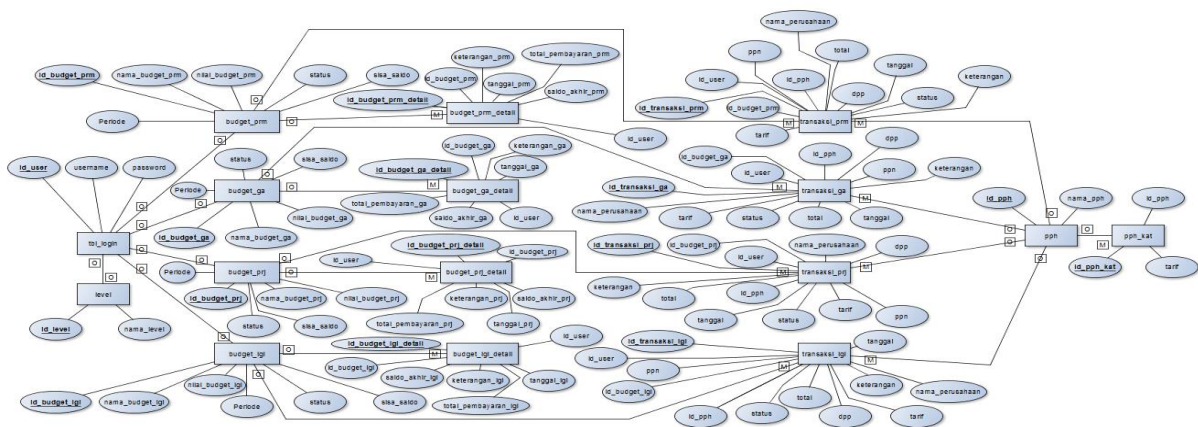 nama_perusahaan
ppn
total
tanggal
id_user
id_pph
keterangan
id_transaksi_prm
id_budget_prm
dpp
status
tarif
transaksi_prm
M
M
id_budget_prm
nama_budget_prm
nilai_budget_prm
status
sisa_saldo
Periode
budget_prm
O
O
O
keterangan_prm
total_pembayaran_prm
id_budget_prm
tanggal_prm
id_budget_prm_detail
saldo_akhir_prm
budget_prm_detail
M
id_user
id_user
username
password
tbl_login
O
O
O
O
O
O
level
id_level
nama_level
status
sisa_saldo
Periode
budget_ga
O
O
O
nilai_budget_ga
id_budget_ga
nama_budget_ga
id_budget_ga
keterangan_ga
id_budget_ga_detail
tanggal_ga
budget_ga_detail
M
total_pembayaran_ga
saldo_akhir_ga
id_user
id_budget_ga
id_pph
dpp
id_user
ppn
keterangan
id_transaksi_ga
transaksi_ga
M
M
nama_perusahaan
tarif
status
total
tanggal
id_pph
nama_pph
pph
O
O
O
O
O
id_pph
pph_kat
M
id_pph_kat
tarif
Periode
budget_prj
O
O
O
id_budget_prj
nama_budget_prj
nilai_budget_prj
status
sisa_saldo
id_budget_prj_detail
id_budget_prj
id_user
budget_prj_detail
M
keterangan_prj
saldo_akhir_prj
total_pembayaran_prj
tanggal_prj
id_transaksi_prj
id_budget_prj
nama_perusahaan
dpp
id_user
transaksi_prj
M
M
keterangan
total
id_pph
tanggal
status
tarif
ppn
budget_lgl
O
O
O
id_budget_lgl
nama_budget_lgl
nilai_budget_lgl
Periode
status
sisa_saldo
id_budget_lgl_detail
id_user
id_budget_lgl
budget_lgl_detail
M
saldo_akhir_lgl
keterangan_lgl
tanggal_lgl
total_pembayaran_lgl
id_transaksi_lgl
tanggal
id_user
transaksi_lgl
M
M
ppn
id_budget_lgl
keterangan
nama_perusahaan
id_pph
status
total
dpp
tarif